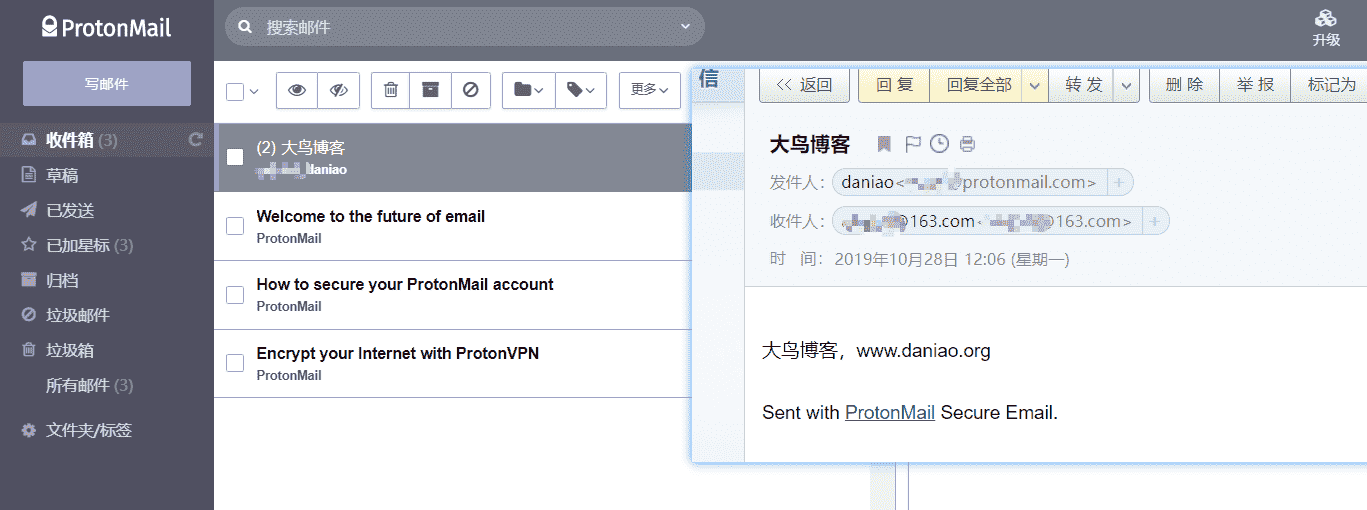 ProtonMail
搜索邮件
升级
写邮件
收件箱 (3)
草稿
已发送
已加星标 (3)
归档
垃圾邮件
垃圾箱
所有邮件 (3)
文件夹/标签
更多
(2) 大鸟博客
daniao
Welcome to the future of email
ProtonMail
How to secure your ProtonMail account
ProtonMail
Encrypt your Internet with ProtonVPN
ProtonMail
信
<< 返回 回 复 回复全部 转 发 删 除 举 报 标记为
大鸟博客
发件人: daniao< @protonmail.com> +
收件人: @163.com< @163.com> +
时 间: 2019年10月28日 12:06 (星期一)
大鸟博客，www.daniao.org
Sent with ProtonMail Secure Email.